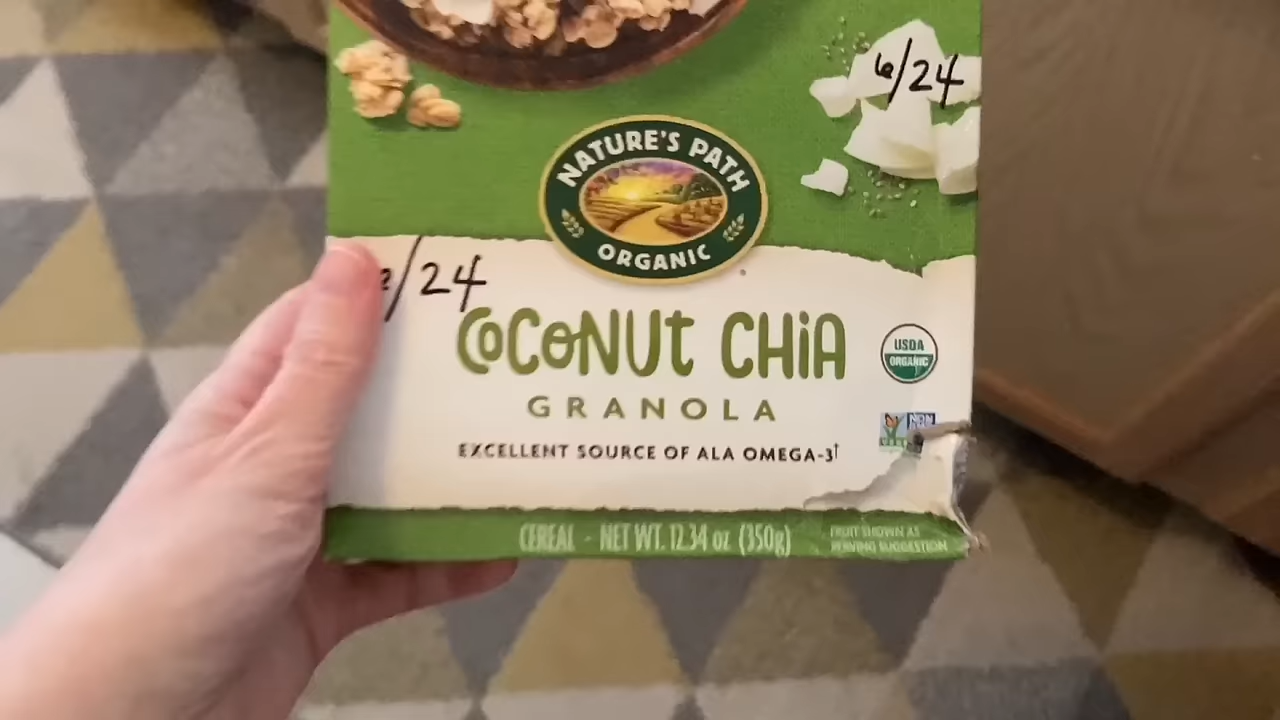 6/24
NATURE'S PATH
ORGANIC
/24
COCONUT CHIA
GRANOLA
USDA
ORGANIC
NON
EXCELLENT SOURCE OF ALA OMEGA-3†
CEREAL - NET WT. 12.34 oz (350g)
FRUIT SHOWN AS
SERVING SUGGESTION